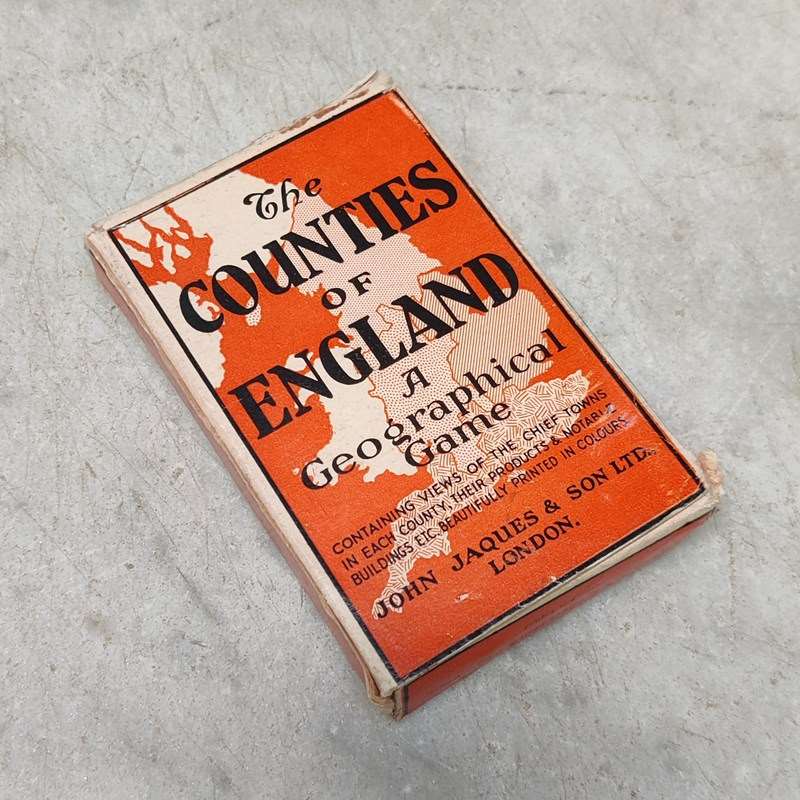 The
COUNTIES
OF
ENGLAND
A
Geographical
Game
CONTAINING VIEWS OF THE CHIEF TOWNS
IN EACH COUNTY, THEIR PRODUCTS & NOTABLE
BUILDINGS ETC BEAUTIFULLY PRINTED IN COLOURS
JOHN JAQUES & SON LTD.
LONDON.